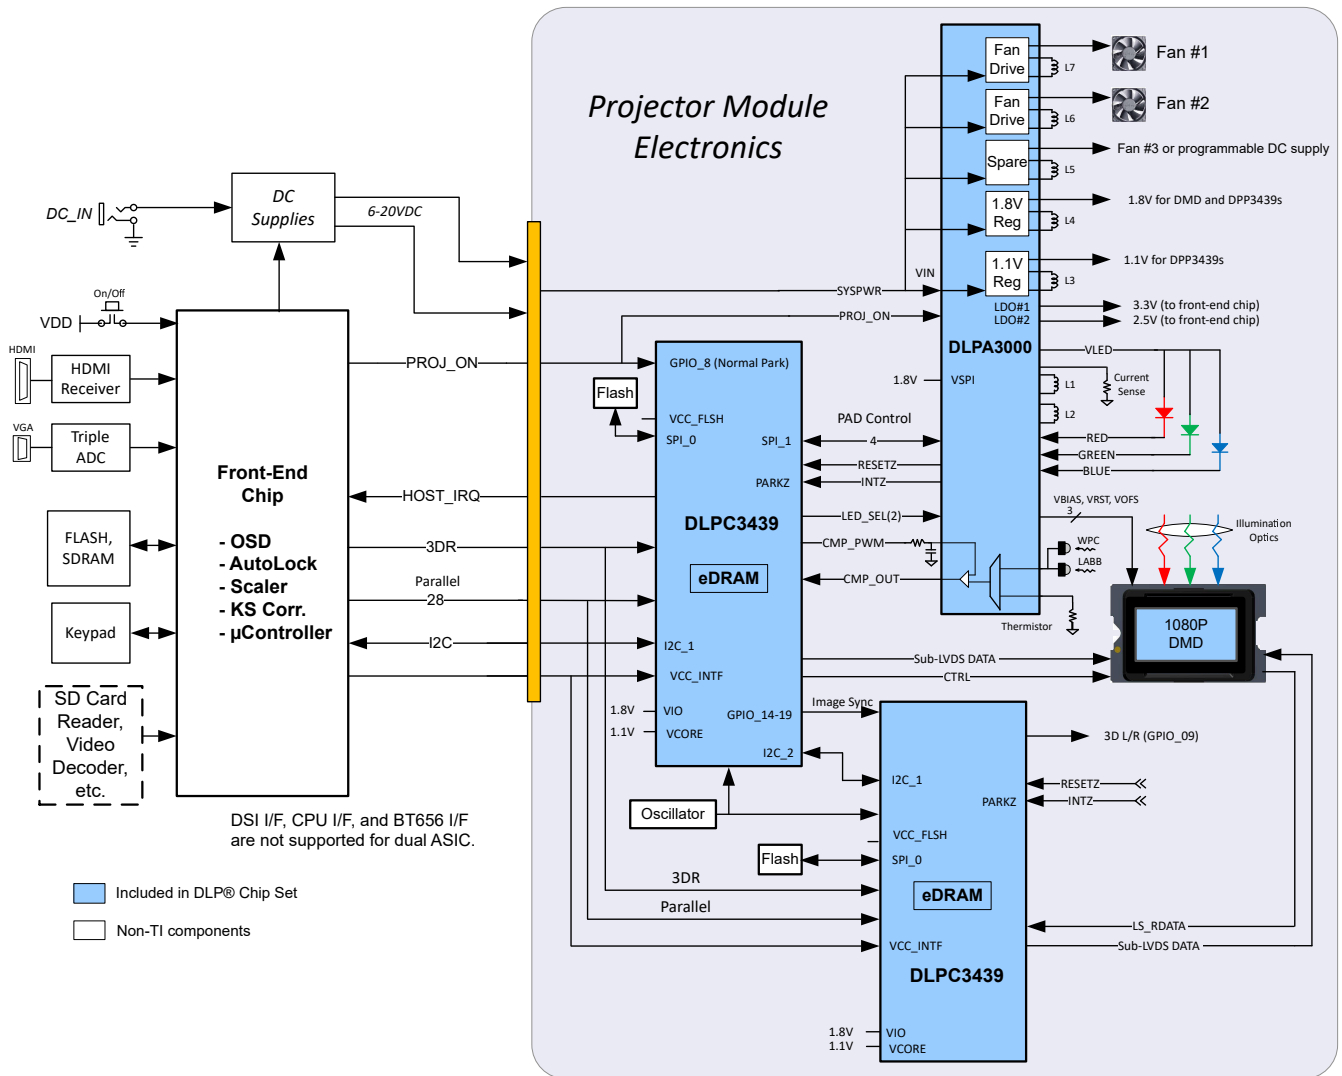 Projector Module
Electronics
DC_IN
DC
Supplies
6-20VDC
On/Off
VDD
HDMI
HDMI
Receiver
VGA
Triple
ADC
FLASH,
SDRAM
Keypad
SD Card
Reader,
Video
Decoder,
etc.
Front-End
Chip
- OSD
- AutoLock
- Scaler
- KS Corr.
- µController
DSI I/F, CPU I/F, and BT656 I/F
are not supported for dual ASIC.
Included in DLP® Chip Set
Non-TI components
PROJ_ON
HOST_IRQ
3DR
Parallel
28
I2C
SYSPWR
PROJ_ON
VIN
Flash
GPIO_8 (Normal Park)
VCC_FLSH
SPI_0
SPI_1
PARKZ
DLPC3439
eDRAM
I2C_1
VCC_INTF
1.8V
VIO
GPIO_14-19
1.1V
VCORE
I2C_2
PAD Control
4
RESETZ
INTZ
LED_SEL(2)
CMP_PWM
CMP_OUT
Sub-LVDS DATA
CTRL
Image Sync
Oscillator
Fan
Drive
L7
Fan #1
Fan
Drive
L6
Fan #2
Spare
L5
Fan #3 or programmable DC supply
1.8V
Reg
L4
1.8V for DMD and DPP3439s
1.1V
Reg
L3
1.1V for DPP3439s
LDO#1
3.3V (to front-end chip)
LDO#2
2.5V (to front-end chip)
DLPA3000
1.8V
VSPI
VLED
L1
Current
Sense
L2
RED
GREEN
BLUE
VBIAS, VRST, VOFS
3
WPC
LABB
Thermistor
Illumination
Optics
1080P
DMD
I2C_1
VCC_FLSH
Flash
SPI_0
3DR
eDRAM
Parallel
VCC_INTF
DLPC3439
1.8V
VIO
1.1V
VCORE
3D L/R (GPIO_09)
RESETZ
PARKZ
INTZ
LS_RDATA
Sub-LVDS DATA